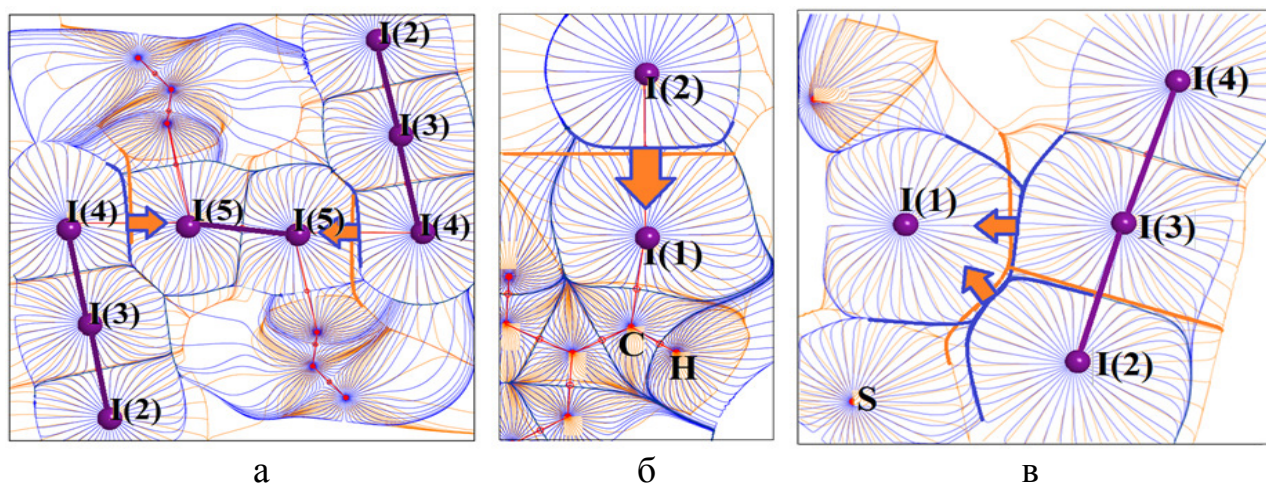 I(2)
I(3)
I(4)
I(5)
I(5)
I(4)
I(3)
I(2)
I(2)
I(1)
C
H
I(4)
I(1)
I(3)
I(2)
S
а
б
в